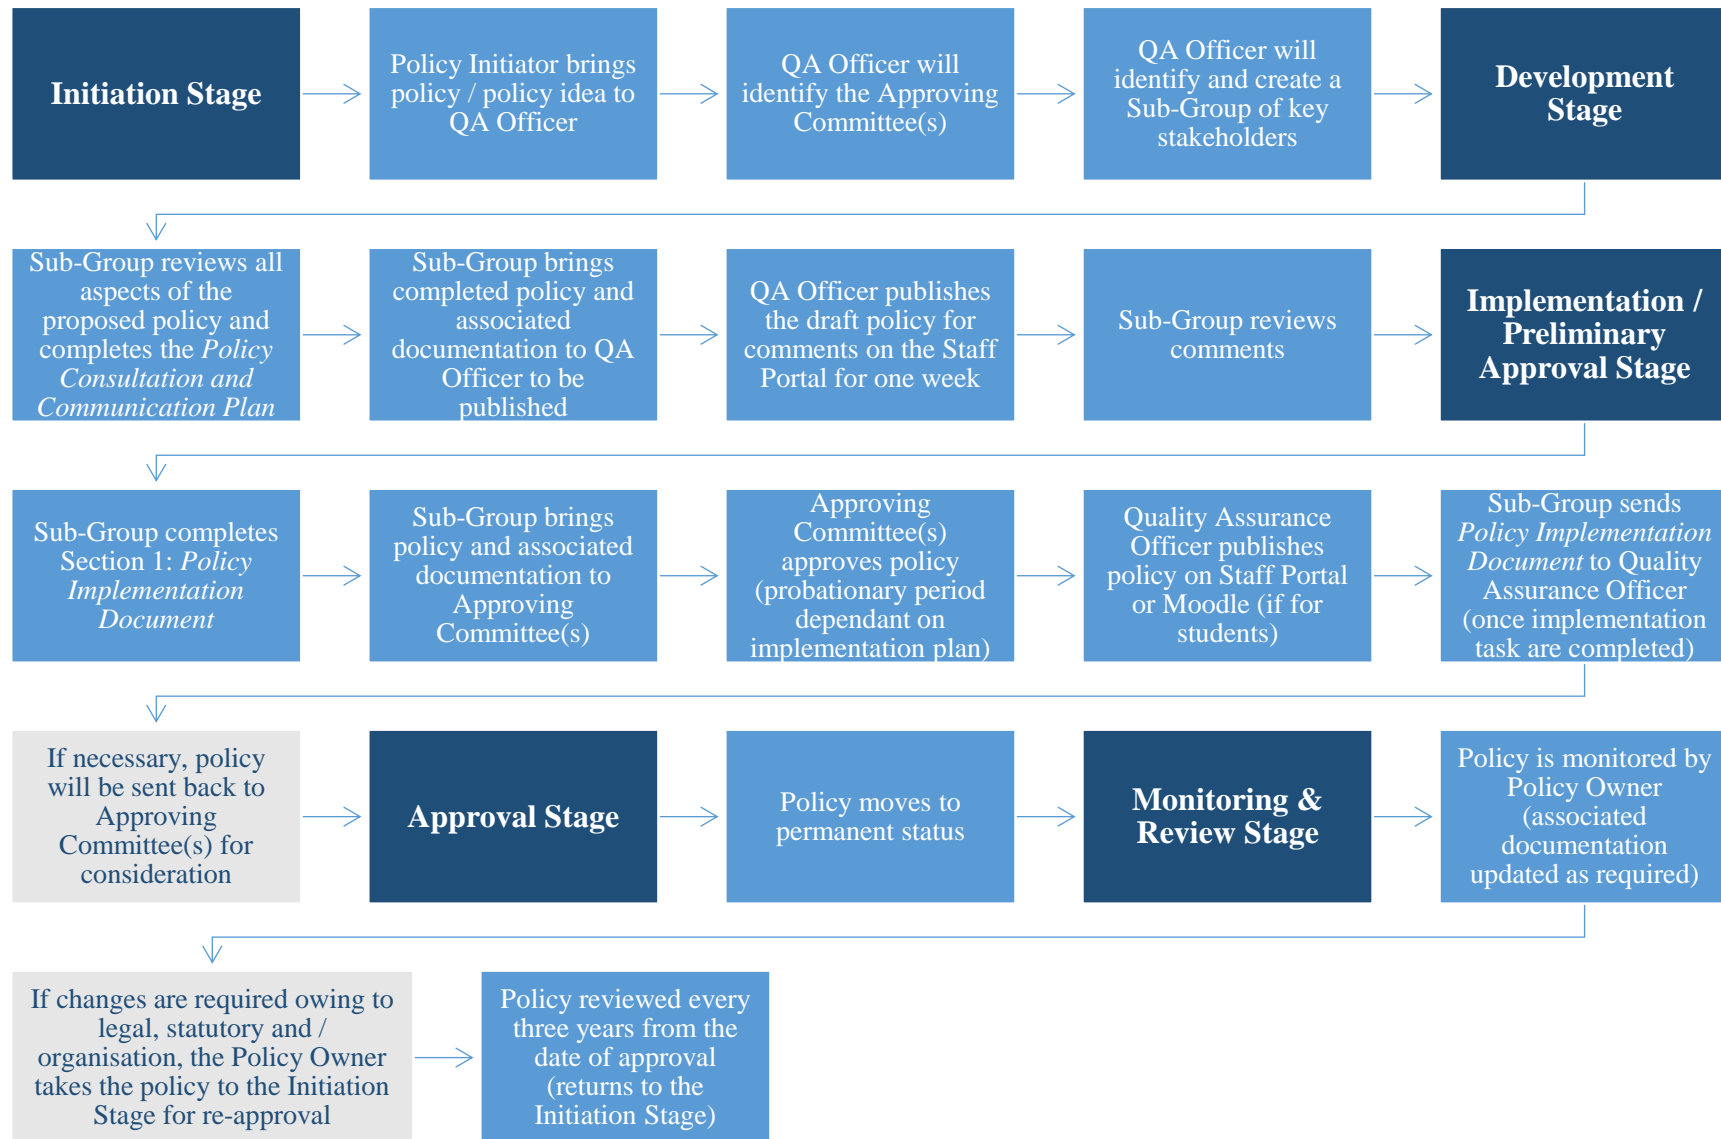 Initiation Stage
Policy Initiator brings
policy / policy idea to
QA Officer
QA Officer will
identify the Approving
Committee(s)
QA Officer will
identify and create a
Sub-Group of key
stakeholders
Development
Stage
Sub-Group reviews all
aspects of the
proposed policy and
completes the Policy
Consultation and
Communication Plan
Sub-Group brings
completed policy and
associated
documentation to QA
Officer to be
published
QA Officer publishes
the draft policy for
comments on the Staff
Portal for one week
Sub-Group reviews
comments
Implementation /
Preliminary
Approval Stage
Sub-Group completes
Section 1: Policy
Implementation
Document
Sub-Group brings
policy and associated
documentation to
Approving
Committee(s)
Approving
Committee(s)
approves policy
(probationary period
dependant on
implementation plan)
Quality Assurance
Officer publishes
policy on Staff Portal
or Moodle (if for
students)
Sub-Group sends
Policy Implementation
Document to Quality
Assurance Officer
(once implementation
task are completed)
If necessary, policy
will be sent back to
Approving
Committee(s) for
consideration
Approval Stage
Policy moves to
permanent status
Monitoring &
Review Stage
Policy is monitored by
Policy Owner
(associated
documentation
updated as required)
If changes are required owing to
legal, statutory and /
organisation, the Policy Owner
takes the policy to the Initiation
Stage for re-approval
Policy reviewed every
three years from the
date of approval
(returns to the
Initiation Stage)